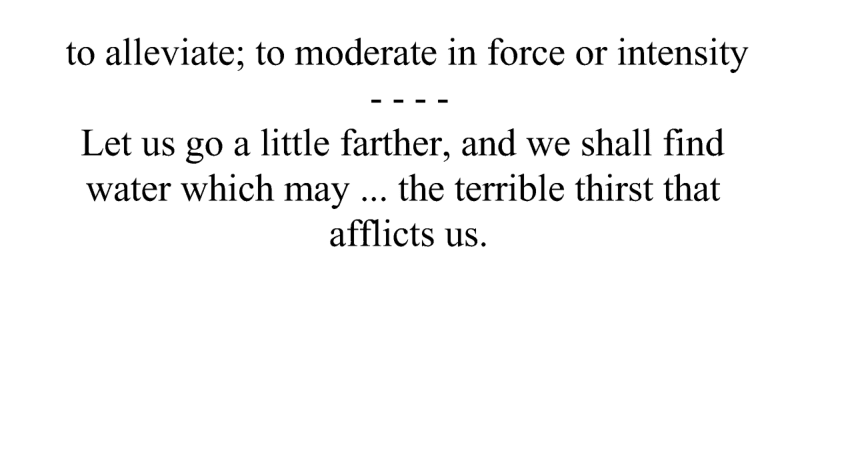 to alleviate; to moderate in force or intensity
- - - -
Let us go a little farther, and we shall find
water which may ... the terrible thirst that
afflicts us.